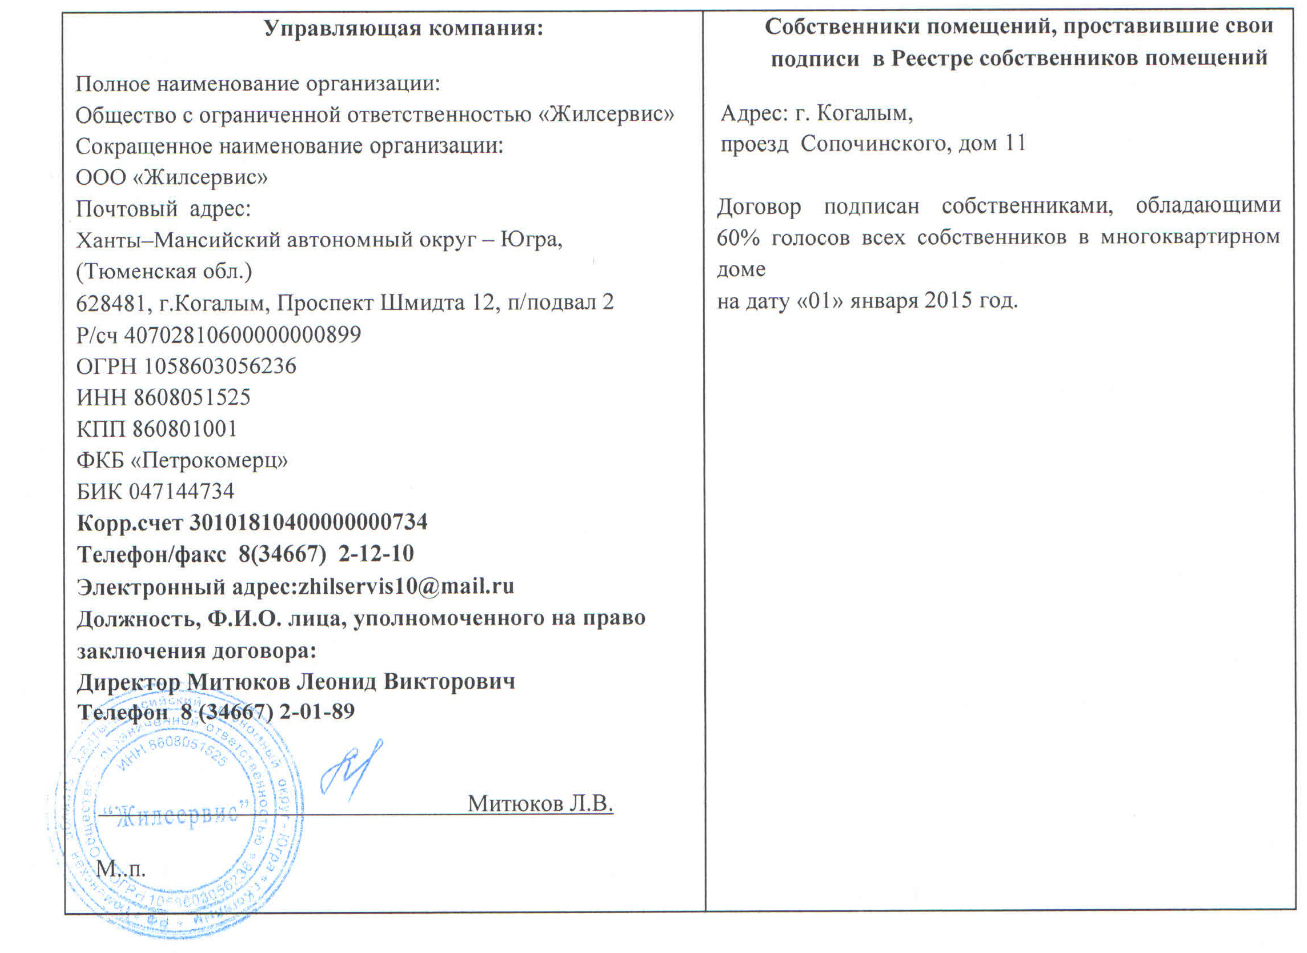 Управляющая компания:
Полное наименование организации:
Общество с ограниченной ответственностью «Жилсервис»
Сокращенное наименование организации:
ООО «Жилсервис»
Почтовый адрес:
Ханты–Мансийский автономный округ – Югра,
(Тюменская обл.)
628481, г.Когалым, Проспект Шмидта 12, п/подвал 2
Р/сч 40702810600000000899
ОГРН 1058603056236
ИНН 8608051525
КПП 860801001
ФКБ «Петрокомерц»
БИК 047144734
Корр.счет 30101810400000000734
Телефон/факс 8(34667) 2-12-10
Электронный адрес:zhilservis10@mail.ru
Должность, Ф.И.О. лица, уполномоченного на право
заключения договора:
Директор Митюков Леонид Викторович
Телефон 8 (34667) 2-01-89
Митюков Л.В.
М..п.
ИНН 8608051525
"Жилсервис"
ОГРН 1058603056236
Собственники помещений, проставившие свои
подписи в Реестре собственников помещений
Адрес: г. Когалым,
проезд Сопочинского, дом 11
Договор подписан собственниками, обладающими
60% голосов всех собственников в многоквартирном
доме
на дату «01» января 2015 год.